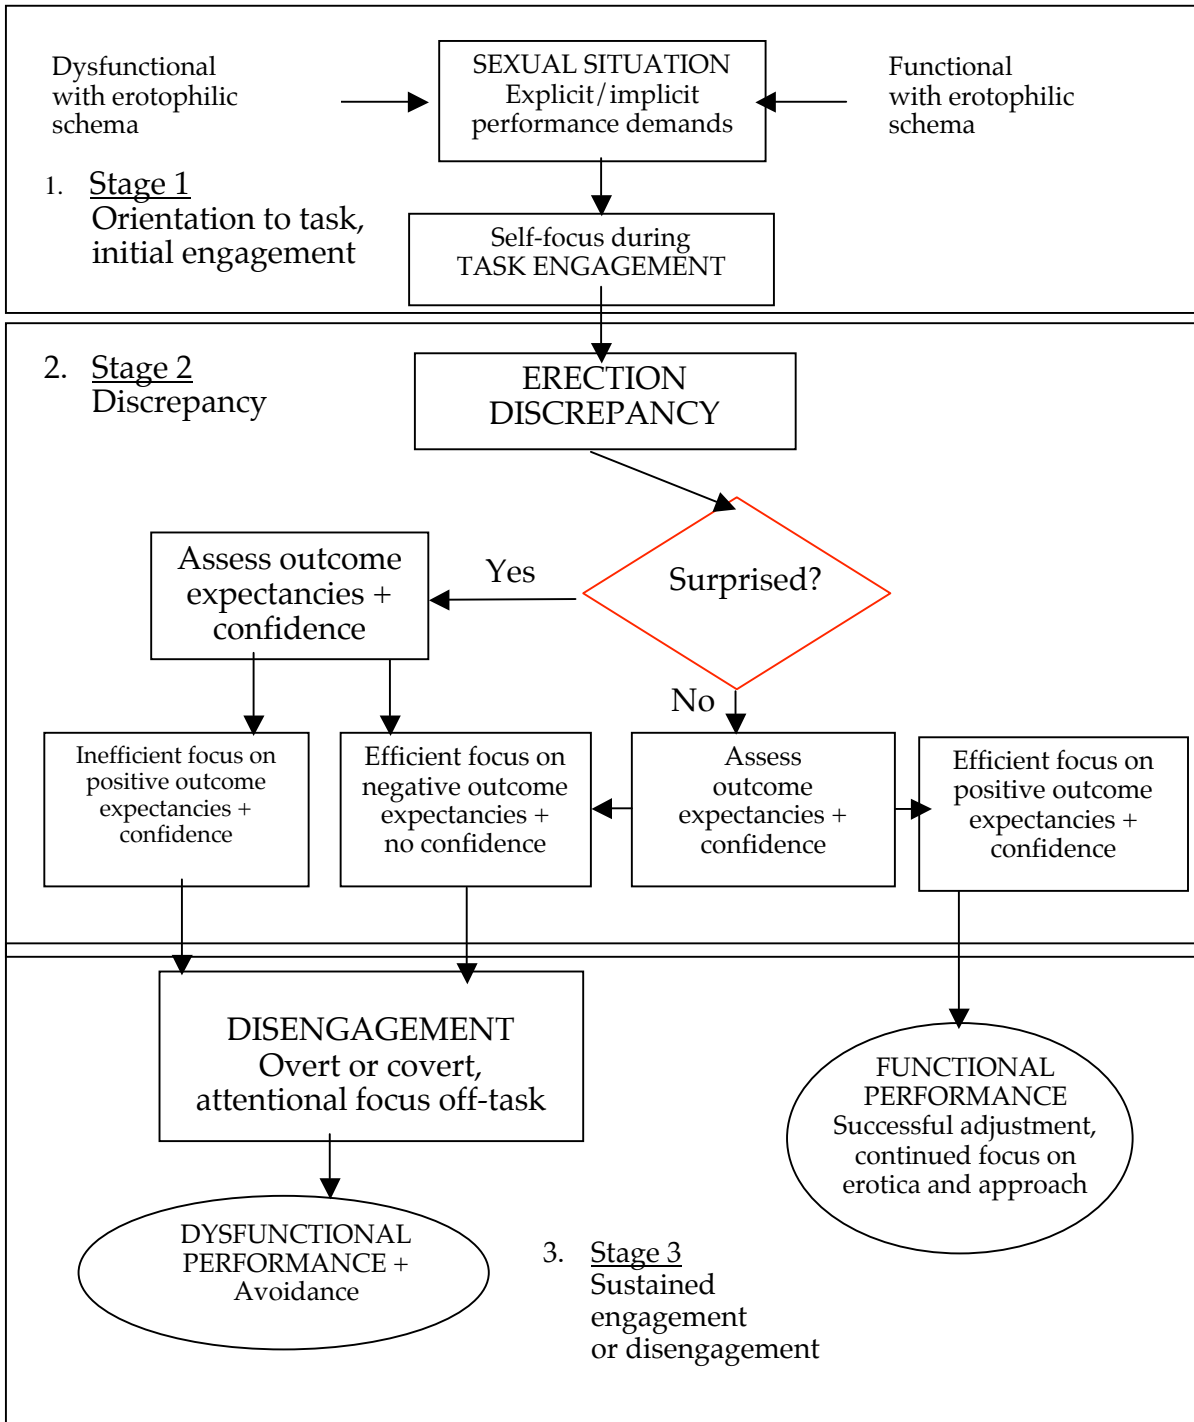 Dysfunctional
with erotophilic
schema
SEXUAL SITUATION
Explicit/implicit
performance demands
Functional
with erotophilic
schema
1. Stage 1
Orientation to task,
initial engagement
Self-focus during
TASK ENGAGEMENT
2. Stage 2
Discrepancy
ERECTION
DISCREPANCY
Surprised?
Yes
Assess outcome
expectancies +
confidence
No
Inefficient focus on
positive outcome
expectancies +
confidence
Efficient focus on
negative outcome
expectancies +
no confidence
Assess
outcome
expectancies +
confidence
Efficient focus on
positive outcome
expectancies +
confidence
DISENGAGEMENT
Overt or covert,
attentional focus off-task
FUNCTIONAL
PERFORMANCE
Successful adjustment,
continued focus on
erotica and approach
DYSFUNCTIONAL
PERFORMANCE +
Avoidance
3. Stage 3
Sustained
engagement
or disengagement